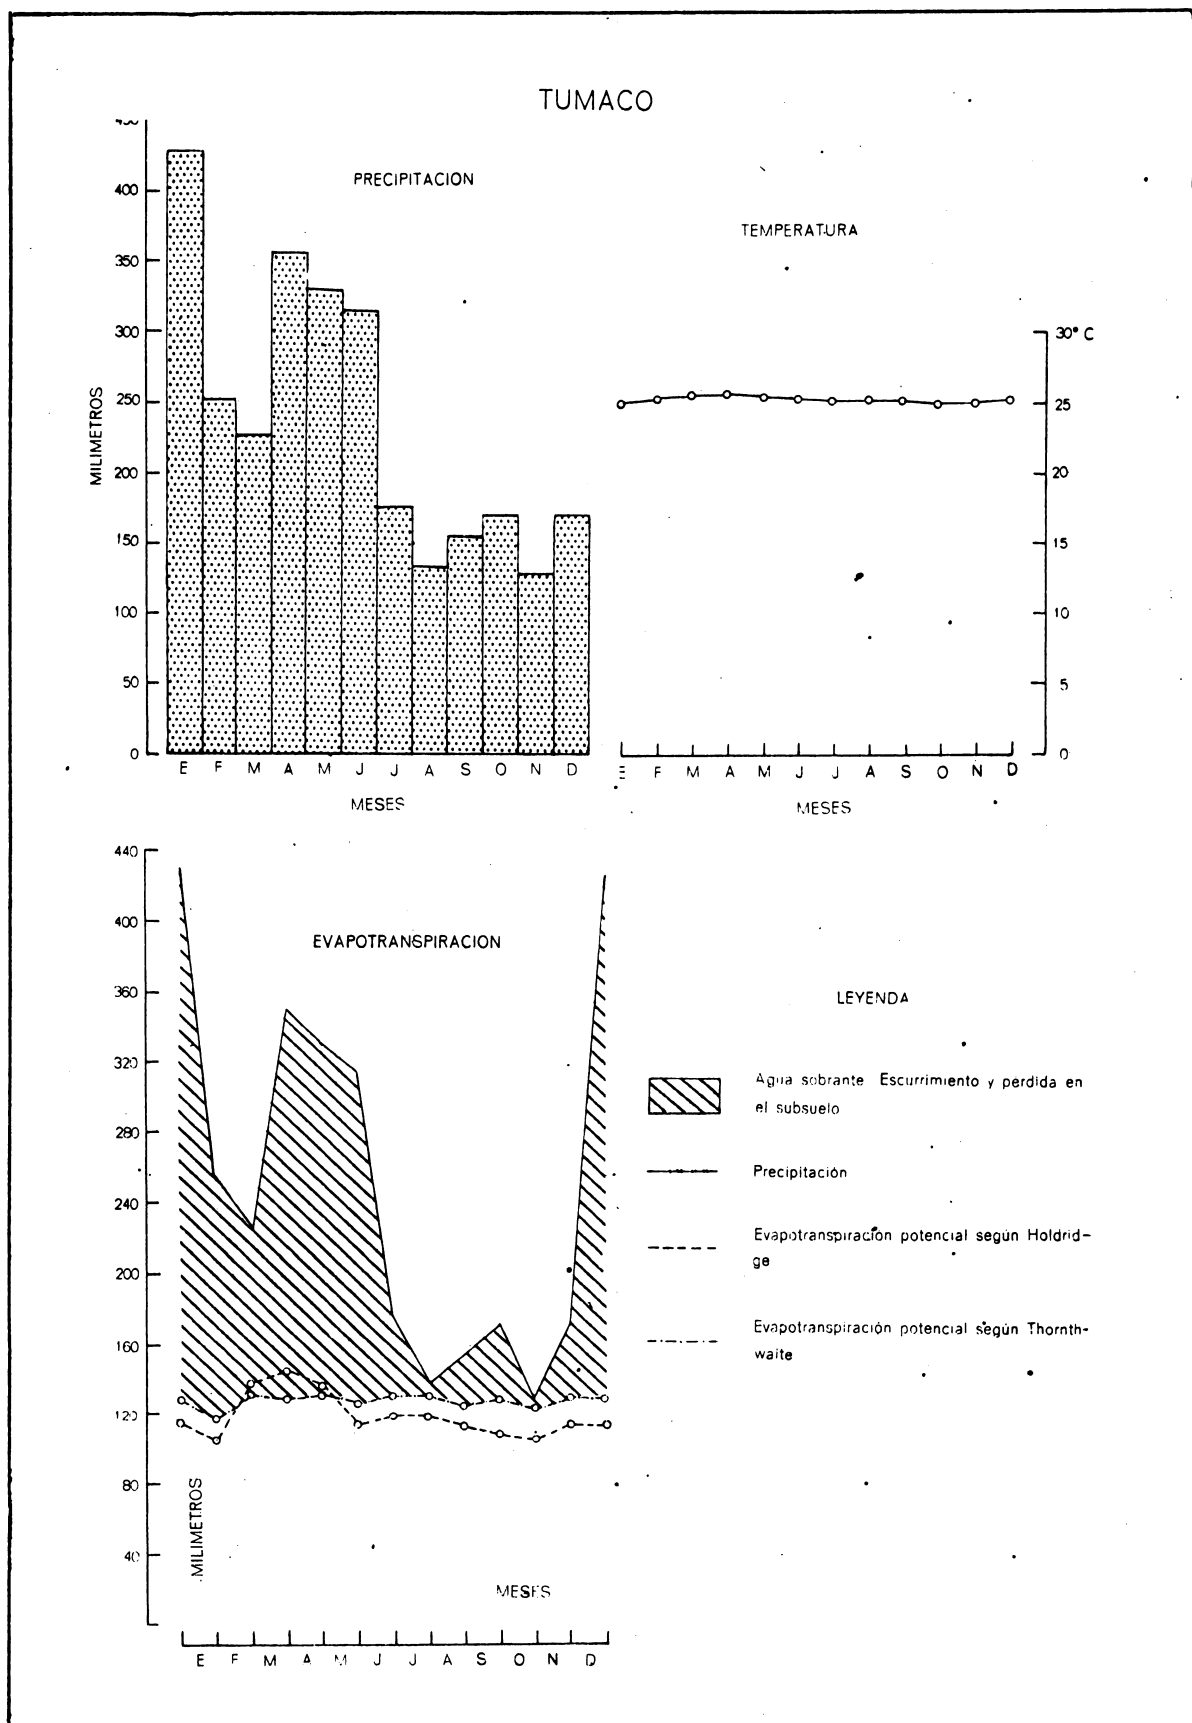 TUMACO
PRECIPITACION
400
350
300
250
200
150
100
50
0
MILIMETROS
E F M A M J J A S O N D
MESES
TEMPERATURA
30° C
25
20
15
10
5
0
E F M A M J J A S O N D
MESES
EVAPOTRANSPIRACION
440
400
360
320
280
240
200
160
120
80
40
MILIMETROS
MESES
E F M A M J J A S O N D
LEYENDA
Agua sobrante Escurrimiento y perdida en
el subsuelo
Precipitación
Evapotranspiración potencial según Holdrid-
ge
Evapotranspiración potencial según Thornth-
waite